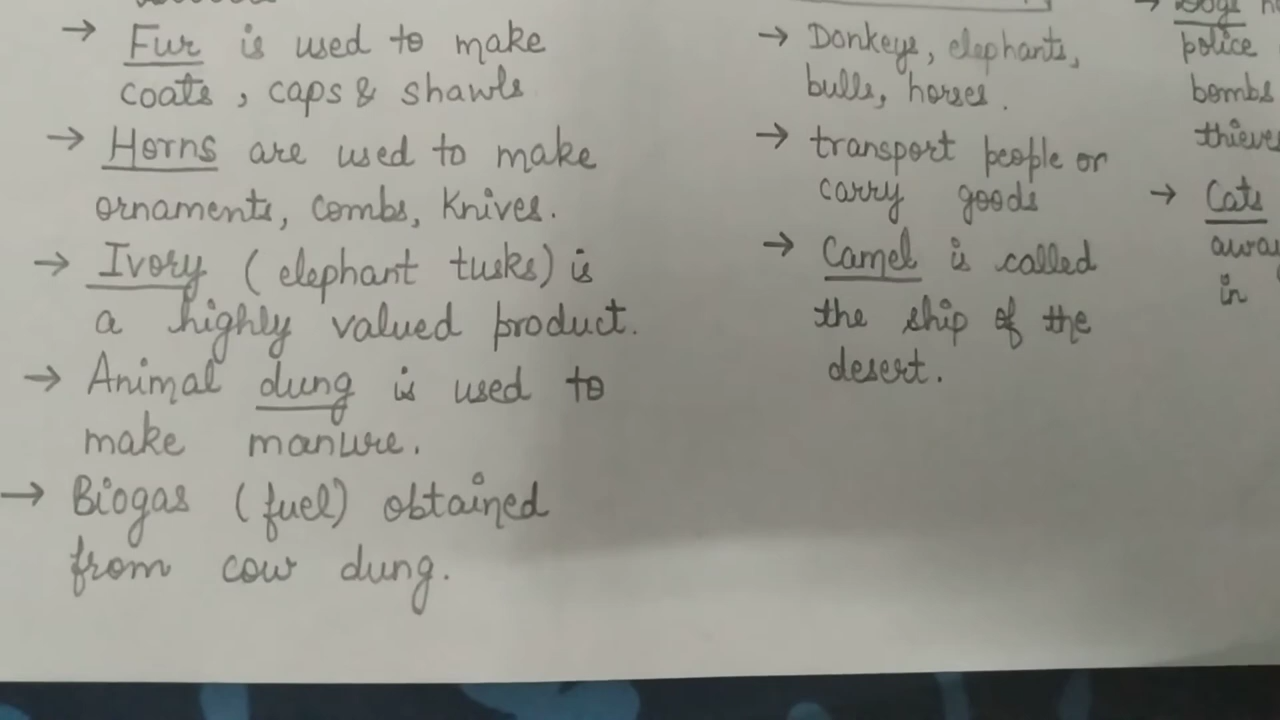 → Fur is used to make
coats, caps & shawls
→ Horns are used to make
ornaments, combs, knives.
→ Ivory (elephant tusks) is
a highly valued product.
→ Animal dung is used to
make manure.
→ Biogas (fuel) obtained
from cow dung.
→ Donkeys, elephants,
bulls, horses.
→ transport people or
carry goods
→ Camel is called
the ship of the
desert.
→ Dogs
police
bombs
→ Cats
in